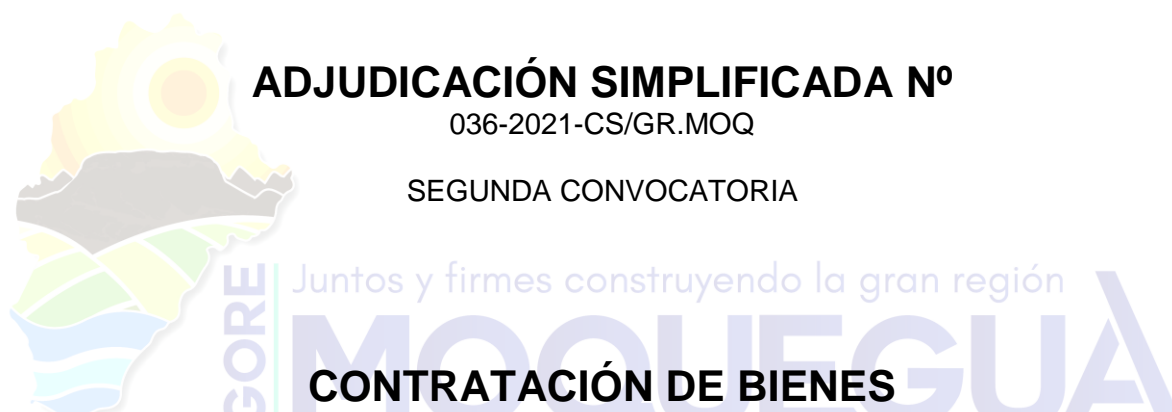 ADJUDICACIÓN SIMPLIFICADA Nº
036-2021-CS/GR.MOQ
SEGUNDA CONVOCATORIA
Juntos y firmes construyendo la gran región
GORE
MOQUEGUA
CONTRATACIÓN DE BIENES